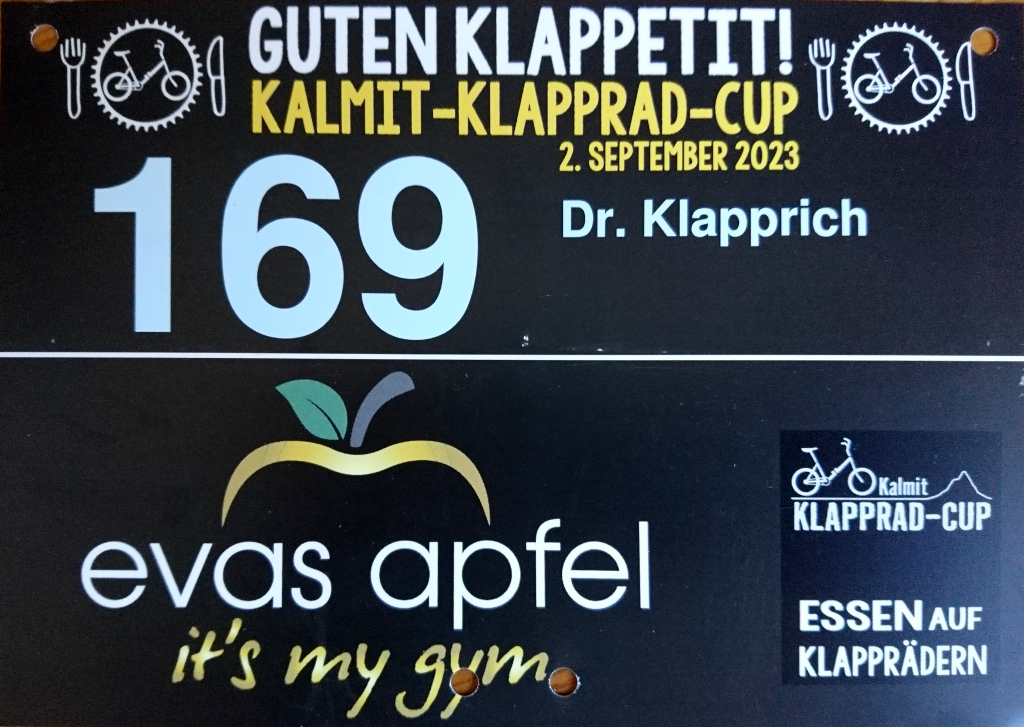 GUTEN KLAPPETIT!
KALMIT-KLAPPRAD-CUP
2. SEPTEMBER 2023
169
Dr. Klapprich
evas apfel
it's my gym
Kalmit
KLAPPRAD-CUP
ESSEN AUF
KLAPPRÄDERN